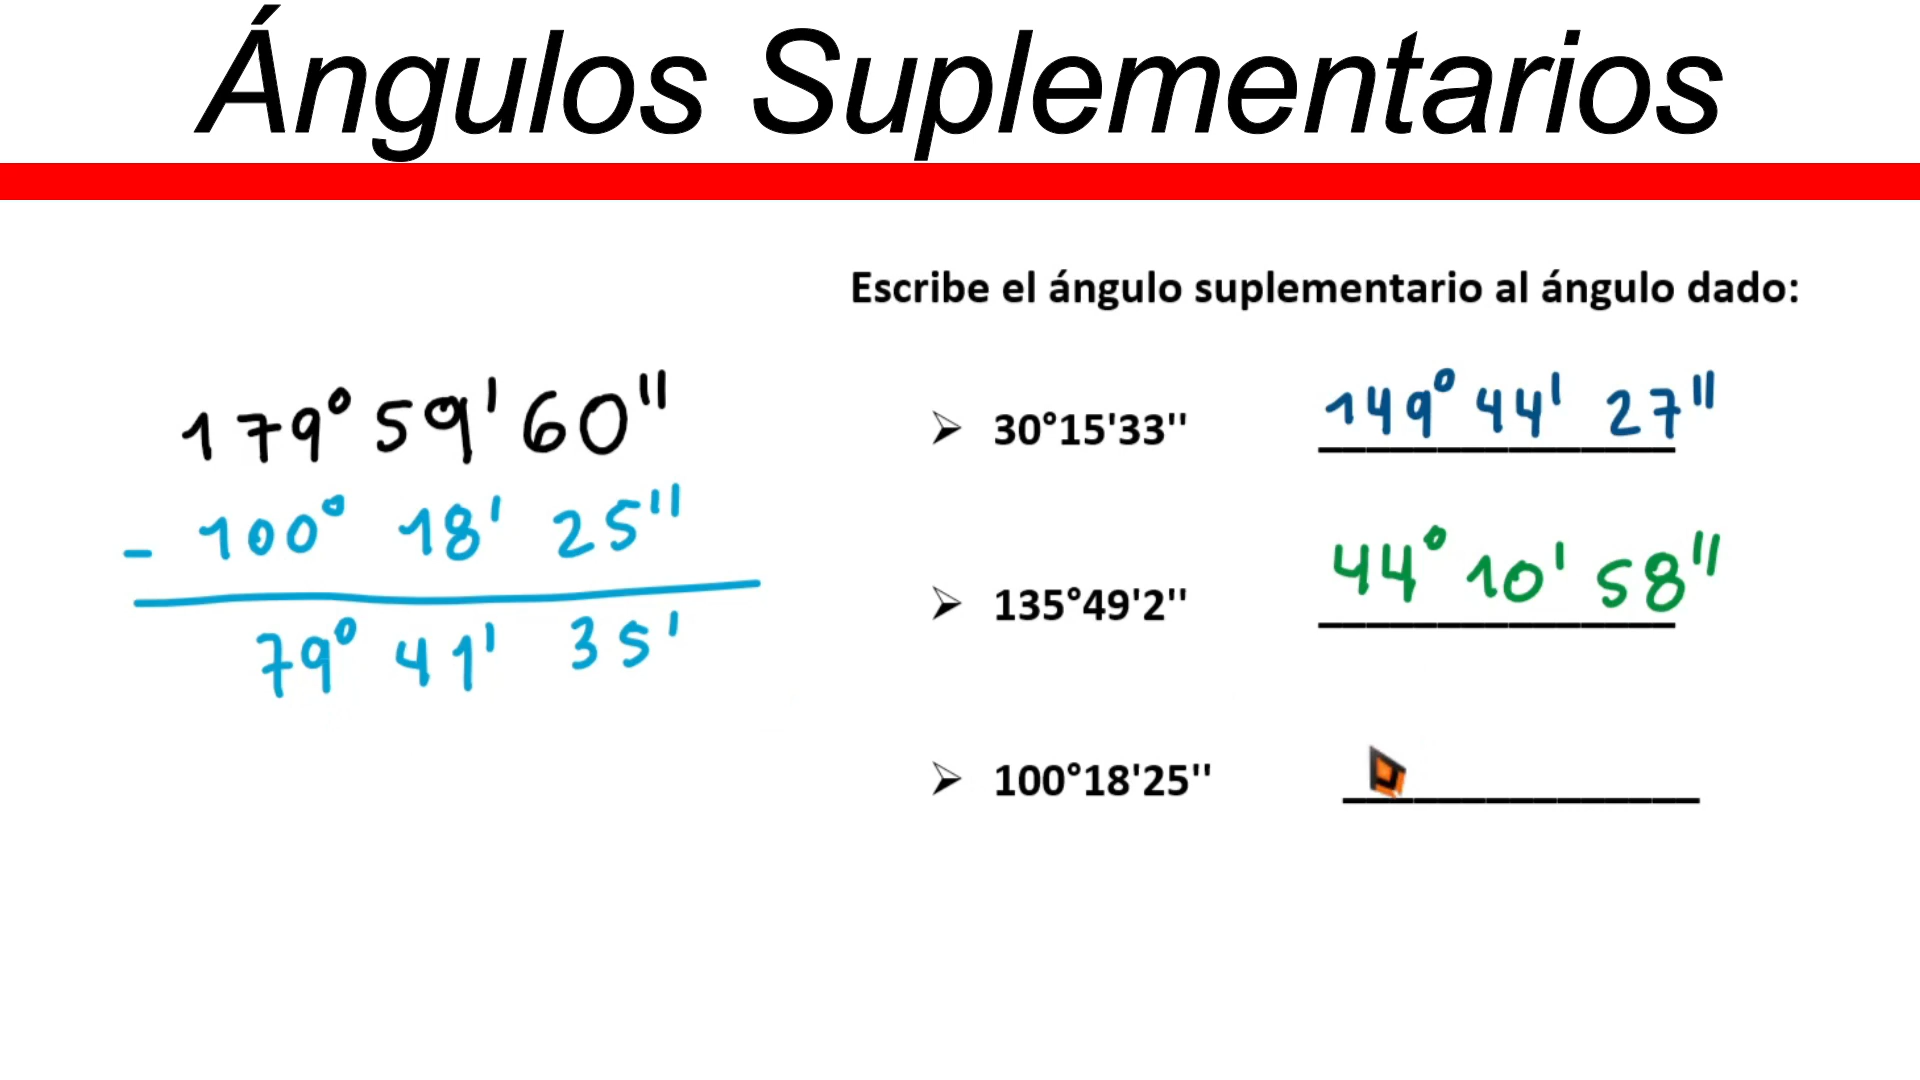 Ángulos Suplementarios
Escribe el ángulo suplementario al ángulo dado:
179° 59' 60''
- 100° 18' 25''
79° 41' 35'
➢ 30°15'33'' 149° 44' 27''
➢ 135°49'2'' 44° 10' 58''
➢ 100°18'25'' _______________